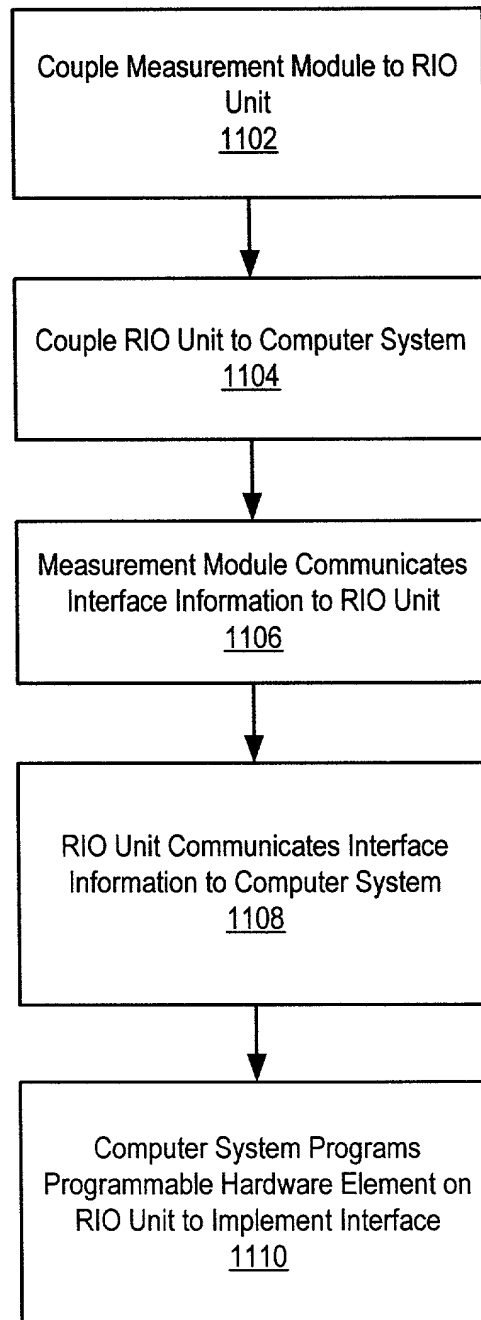 Couple Measurement Module to RIO
Unit
1102
Couple RIO Unit to Computer System
1104
Measurement Module Communicates
Interface Information to RIO Unit
1106
RIO Unit Communicates Interface
Information to Computer System
1108
Computer System Programs
Programmable Hardware Element on
RIO Unit to Implement Interface
1110